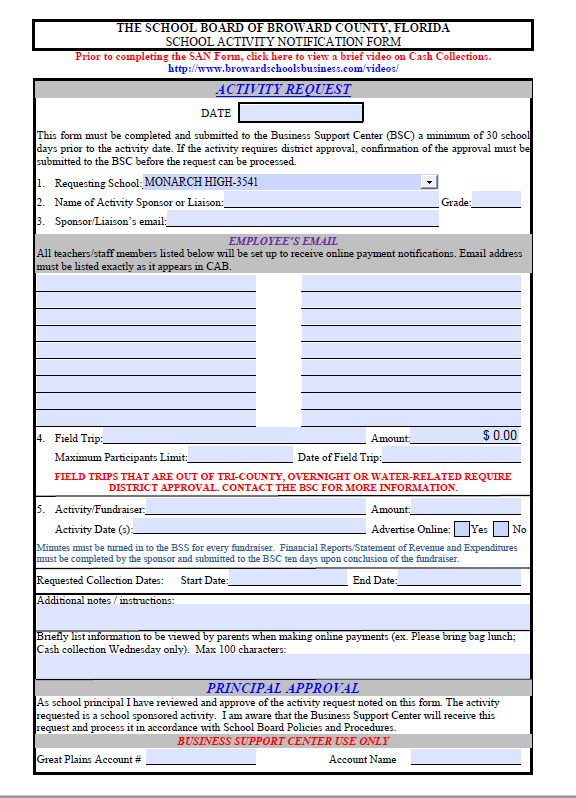 THE SCHOOL BOARD OF BROWARD COUNTY, FLORIDA
SCHOOL ACTIVITY NOTIFICATION FORM
Prior to completing the SAN Form, click here to view a brief video on Cash Collections.
http://www.browardschoolsbusiness.com/videos/
ACTIVITY REQUEST
DATE
This form must be completed and submitted to the Business Support Center (BSC) a minimum of 30 school
days prior to the activity date. If the activity requires district approval, confirmation of the approval must be
submitted to the BSC before the request can be processed.
1. Requesting School: MONARCH HIGH-3541
2. Name of Activity Sponsor or Liaison: Grade:
3. Sponsor/Liaison's email:
EMPLOYEE'S EMAIL
All teachers/staff members listed below will be set up to receive online payment notifications. Email address
must be listed exactly as it appears in CAB.
4. Field Trip: Amount: $ 0.00
Maximum Participants Limit: Date of Field Trip:
FIELD TRIPS THAT ARE OUT OF TRI-COUNTY, OVERNIGHT OR WATER-RELATED REQUIRE
DISTRICT APPROVAL. CONTACT THE BSC FOR MORE INFORMATION.
5. Activity/Fundraiser: Amount:
Activity Date (s): Advertise Online: Yes No
Minutes must be turned in to the BSS for every fundraiser. Financial Reports/Statement of Revenue and Expenditures
must be completed by the sponsor and submitted to the BSC ten days upon conclusion of the fundraiser.
Requested Collection Dates: Start Date: End Date:
Additional notes / instructions:
Briefly list information to be viewed by parents when making online payments (ex. Please bring bag lunch;
Cash collection Wednesday only). Max 100 characters:
PRINCIPAL APPROVAL
As school principal I have reviewed and approve of the activity request noted on this form. The activity
requested is a school sponsored activity. I am aware that the Business Support Center will receive this
request and process it in accordance with School Board Policies and Procedures.
BUSINESS SUPPORT CENTER USE ONLY
Great Plains Account # Account Name